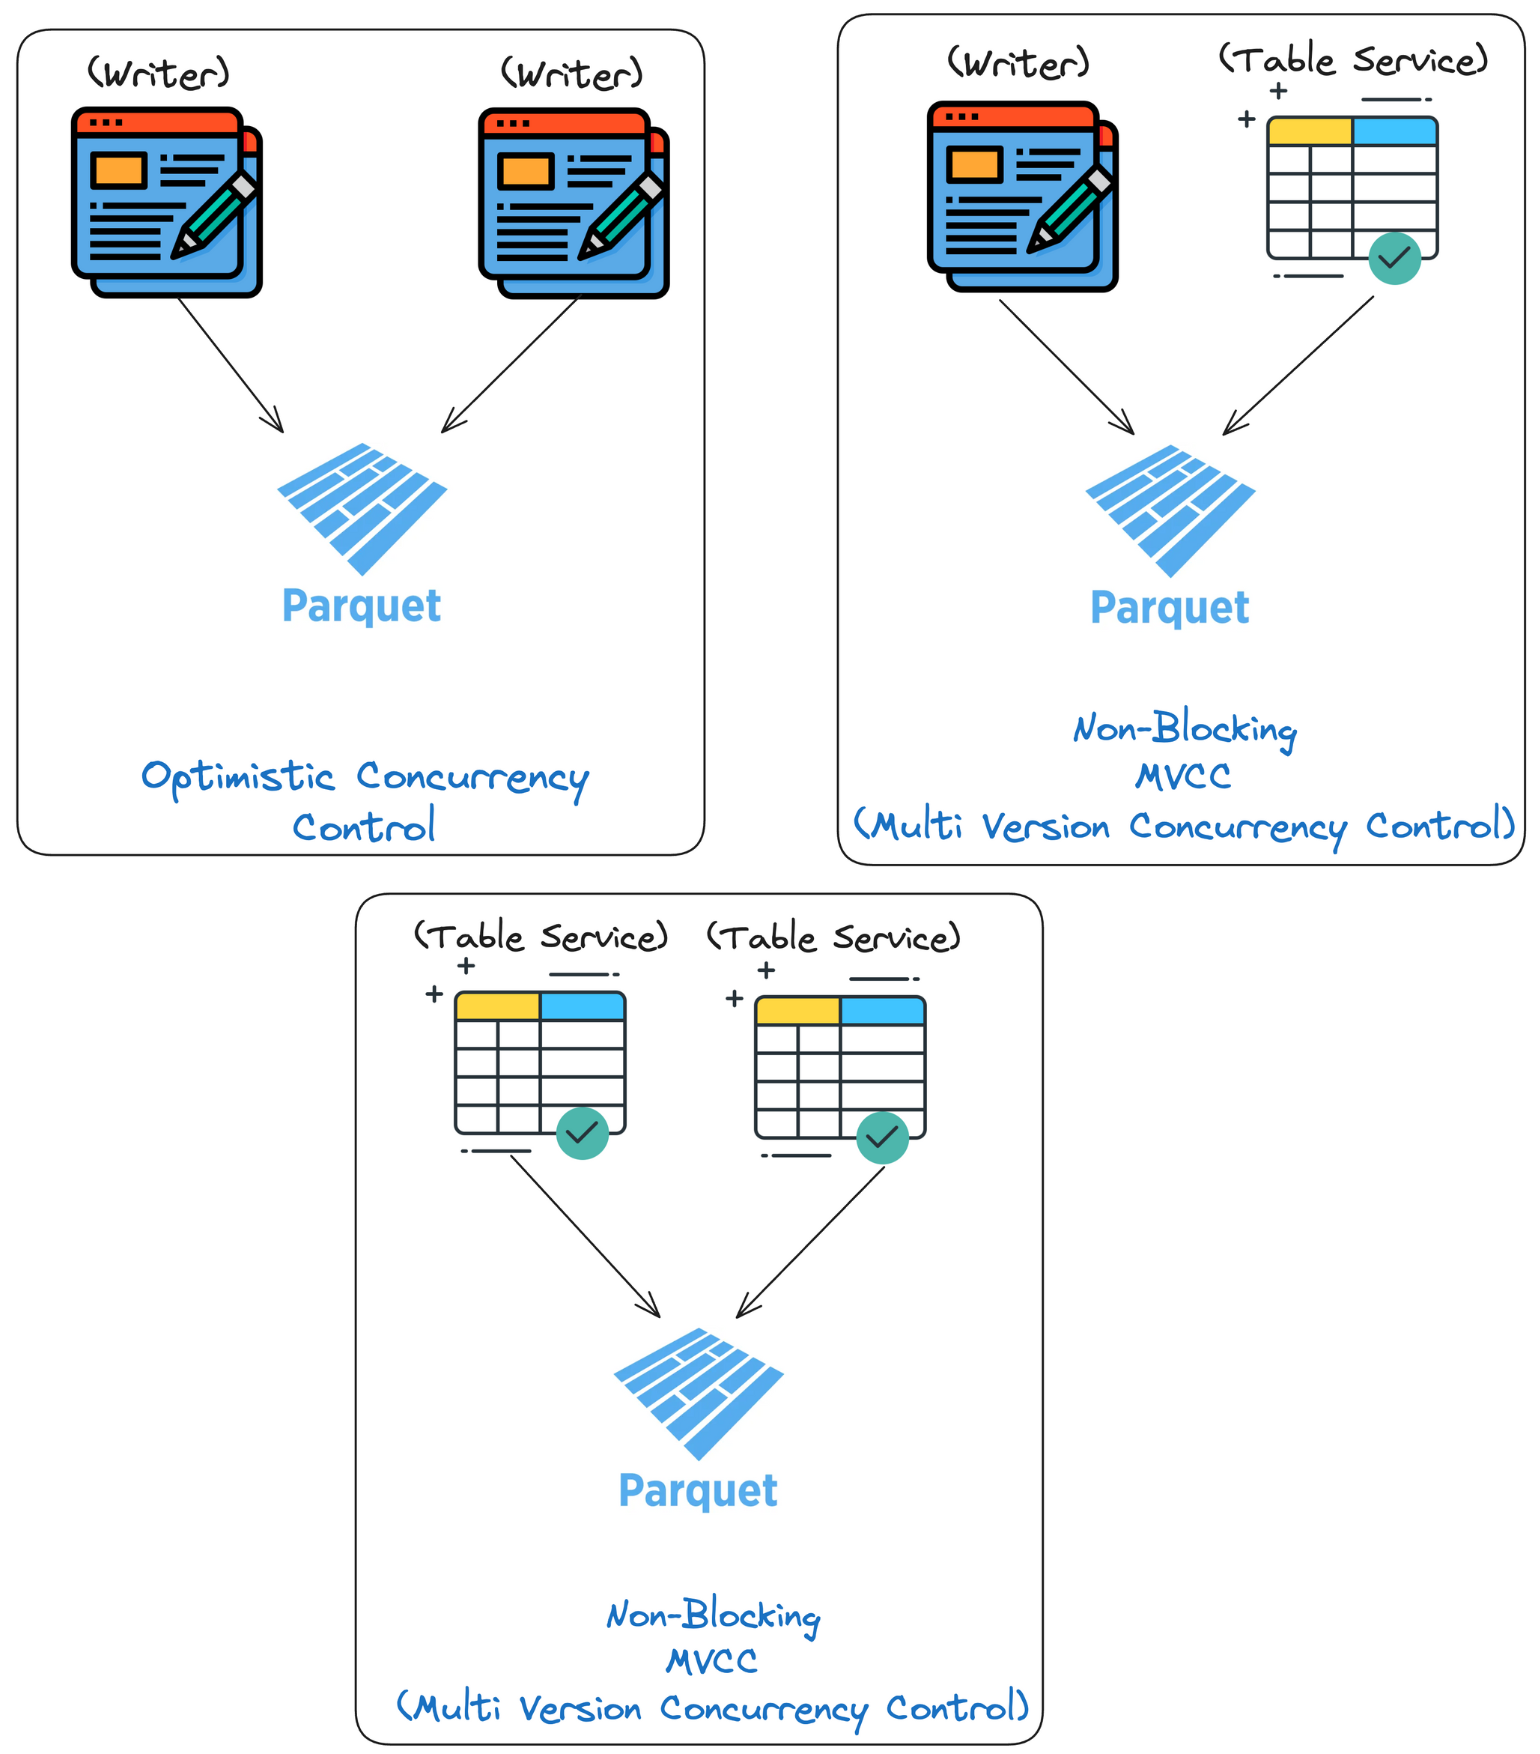 (Writer)
(Writer)
Parquet
Optimistic Concurrency
Control
(Writer)
(Table Service)
Parquet
Non-Blocking
MVCC
(Multi Version Concurrency Control)
(Table Service)
(Table Service)
Parquet
Non-Blocking
MVCC
(Multi Version Concurrency Control)